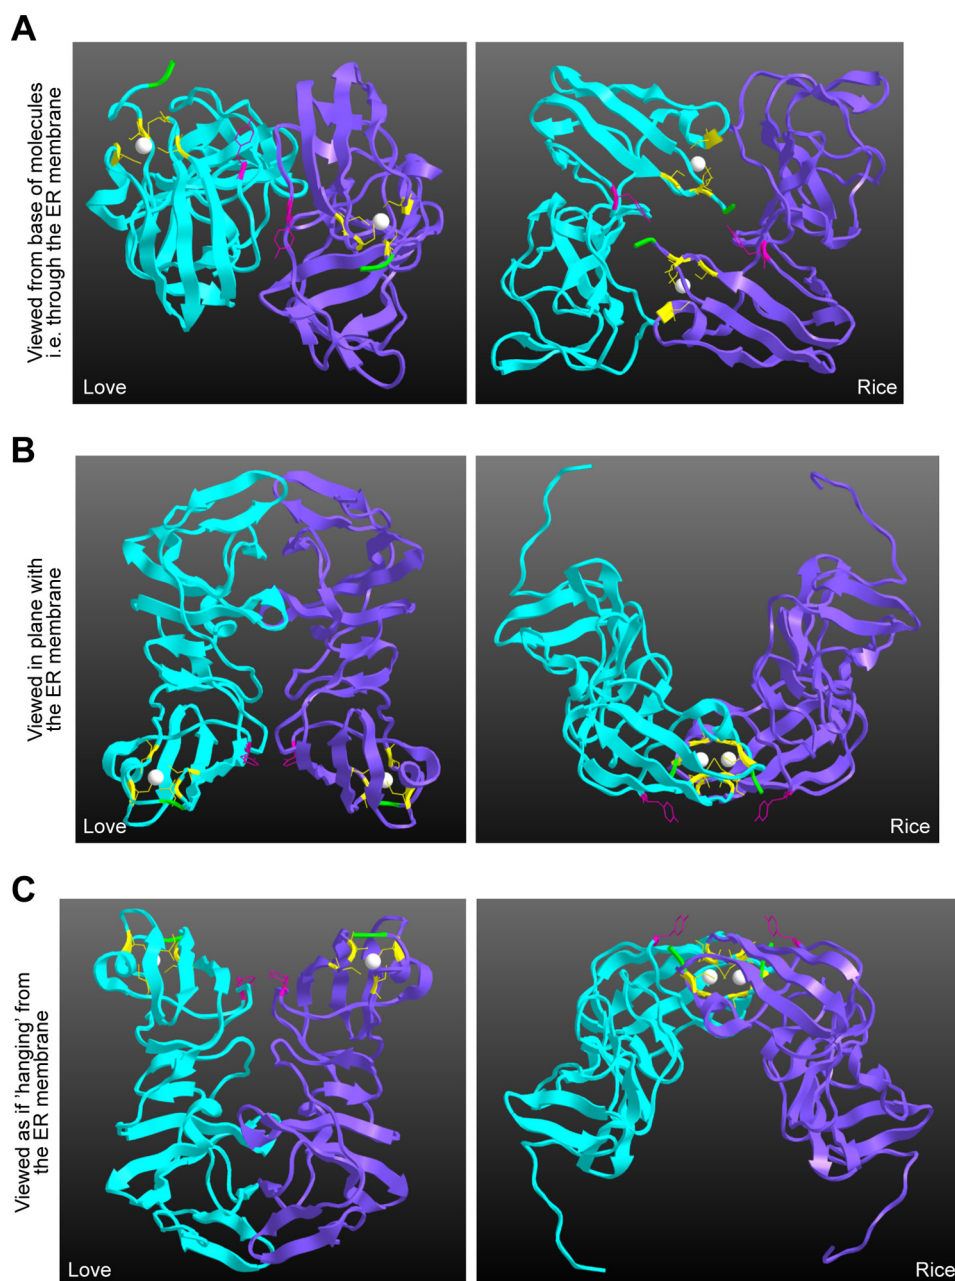 A
Viewed from base of molecules
i.e. through the ER membrane
Love
Rice
B
Viewed in plane with
the ER membrane
Love
Rice
C
Viewed as if 'hanging' from
the ER membrane
Love
Rice